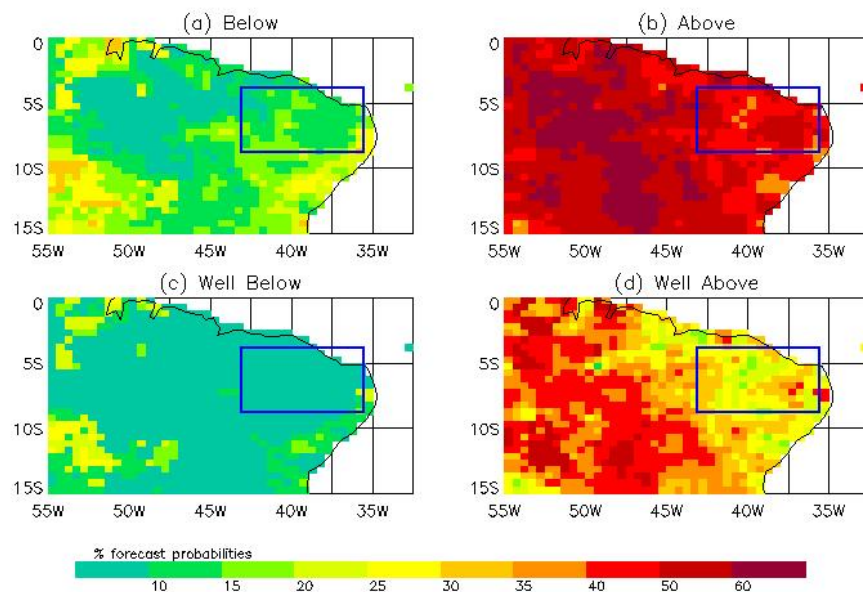 (a) Below
(b) Above
0
5S
10S
15S
55W 50W 45W 40W 35W
0
5S
10S
15S
55W 50W 45W 40W 35W
(c) Well Below
(d) Well Above
0
5S
10S
15S
55W 50W 45W 40W 35W
0
5S
10S
15S
55W 50W 45W 40W 35W
% forecast probabilities
10 15 20 25 30 35 40 50 60